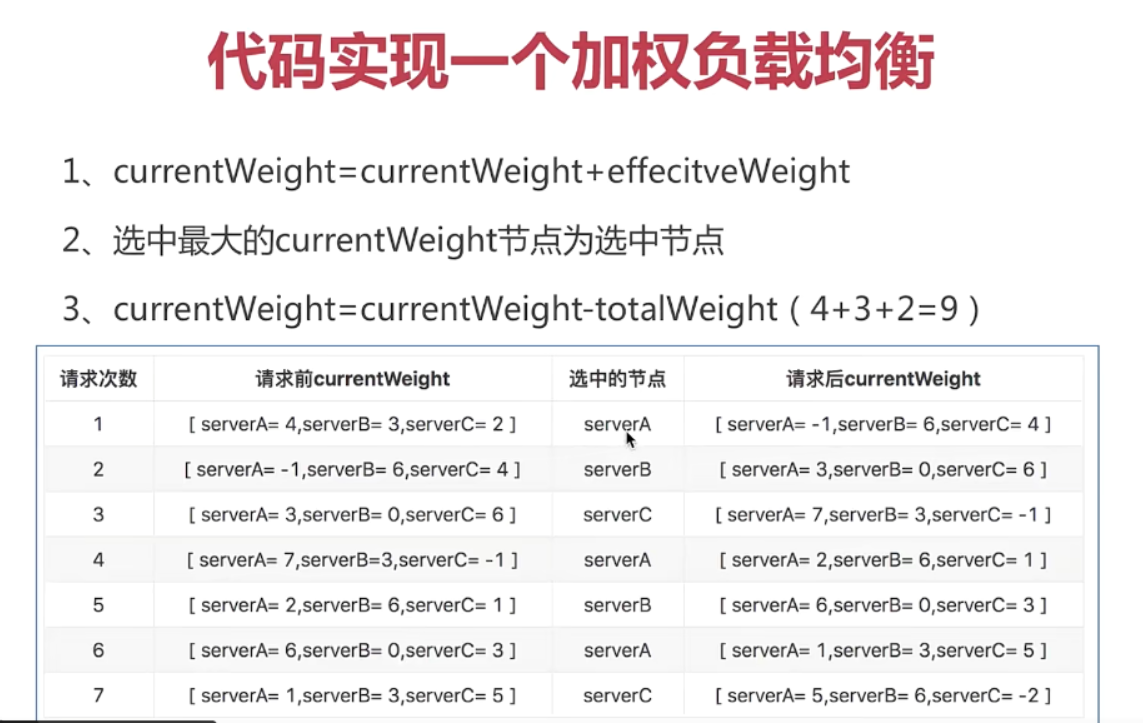 代码实现一个加权负载均衡
1、currentWeight=currentWeight+effecitveWeight
2、选中最大的currentWeight节点为选中节点
3、currentWeight=currentWeight-totalWeight ( 4+3+2=9 )
请求次数 请求前currentWeight 选中的节点 请求后currentWeight
1 [ serverA= 4,serverB= 3,serverC= 2 ] serverA [ serverA= -1,serverB= 6,serverC= 4 ]
2 [ serverA= -1,serverB= 6,serverC= 4 ] serverB [ serverA= 3,serverB= 0,serverC= 6 ]
3 [ serverA= 3,serverB= 0,serverC= 6 ] serverC [ serverA= 7,serverB= 3,serverC= -1 ]
4 [ serverA= 7,serverB=3,serverC= -1 ] serverA [ serverA= 2,serverB= 6,serverC= 1 ]
5 [ serverA= 2,serverB= 6,serverC= 1 ] serverB [ serverA= 6,serverB= 0,serverC= 3 ]
6 [ serverA= 6,serverB= 0,serverC= 3 ] serverA [ serverA= 1,serverB= 3,serverC= 5 ]
7 [ serverA= 1,serverB= 3,serverC= 5 ] serverC [ serverA= 5,serverB= 6,serverC= -2 ]